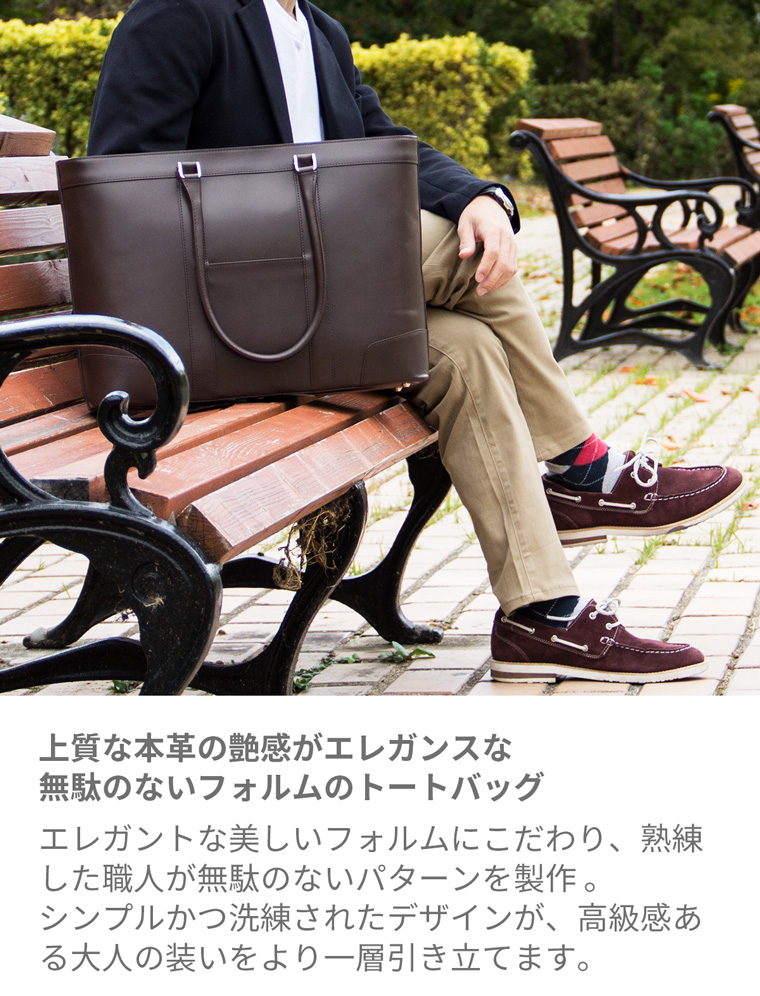 上質な本革の艶感がエレガンスな
無駄のないフォルムのトートバッグ
エレガントな美しいフォルムにこだわり、熟練
した職人が無駄のないパターンを製作。
シンプルかつ洗練されたデザインが、高級感あ
る大人の装いをより一層引き立てます。